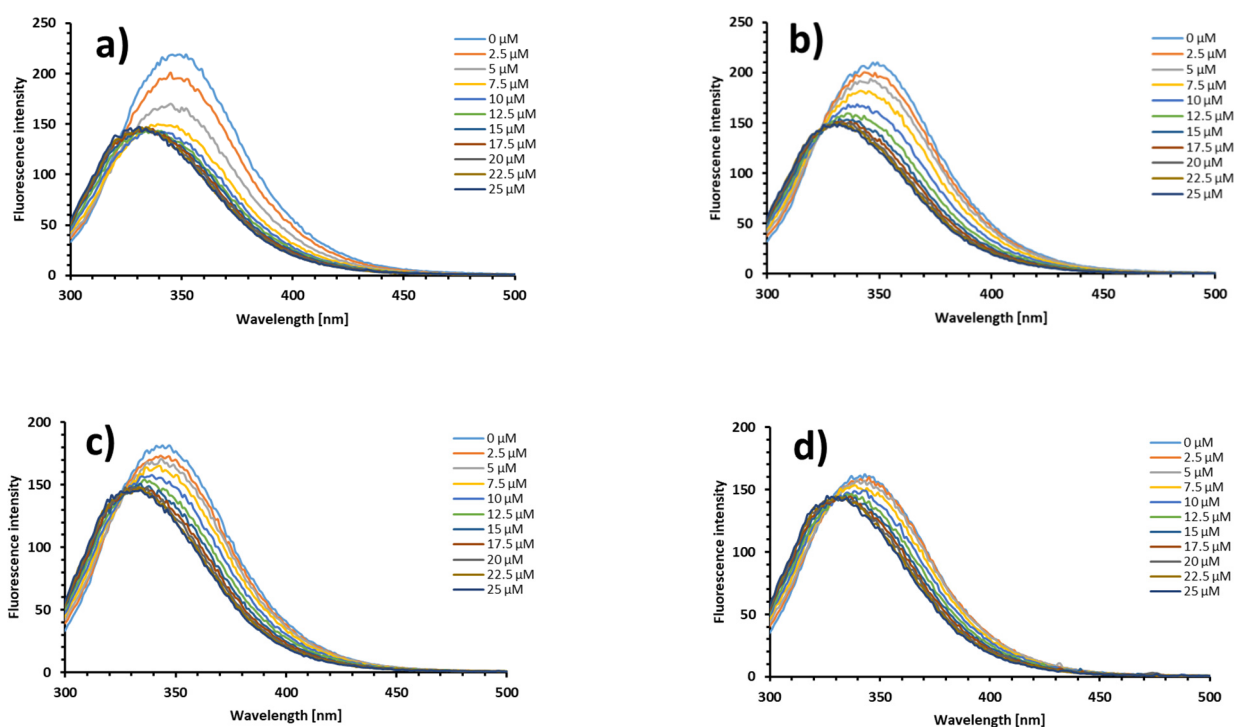 a)
Fluorescence intensity
250
200
150
100
50
0
300
350
400
450
500
Wavelength [nm]
0 µM
2.5 µM
5 µM
7.5 µM
10 µM
12.5 µM
15 µM
17.5 µM
20 µM
22.5 µM
25 µM
b)
Fluorescence intensity
250
200
150
100
50
0
300
350
400
450
500
Wavelength [nm]
0 µM
2.5 µM
5 µM
7.5 µM
10 µM
12.5 µM
15 µM
17.5 µM
20 µM
22.5 µM
25 µM
c)
Fluorescence intensity
200
150
100
50
0
300
350
400
450
500
Wavelength [nm]
0 µM
2.5 µM
5 µM
7.5 µM
10 µM
12.5 µM
15 µM
17.5 µM
20 µM
22.5 µM
25 µM
d)
Fluorescence intensity
200
150
100
50
0
300
350
400
450
500
Wavelength [nm]
0 µM
2.5 µM
5 µM
7.5 µM
10 µM
12.5 µM
15 µM
17.5 µM
20 µM
22.5 µM
25 µM